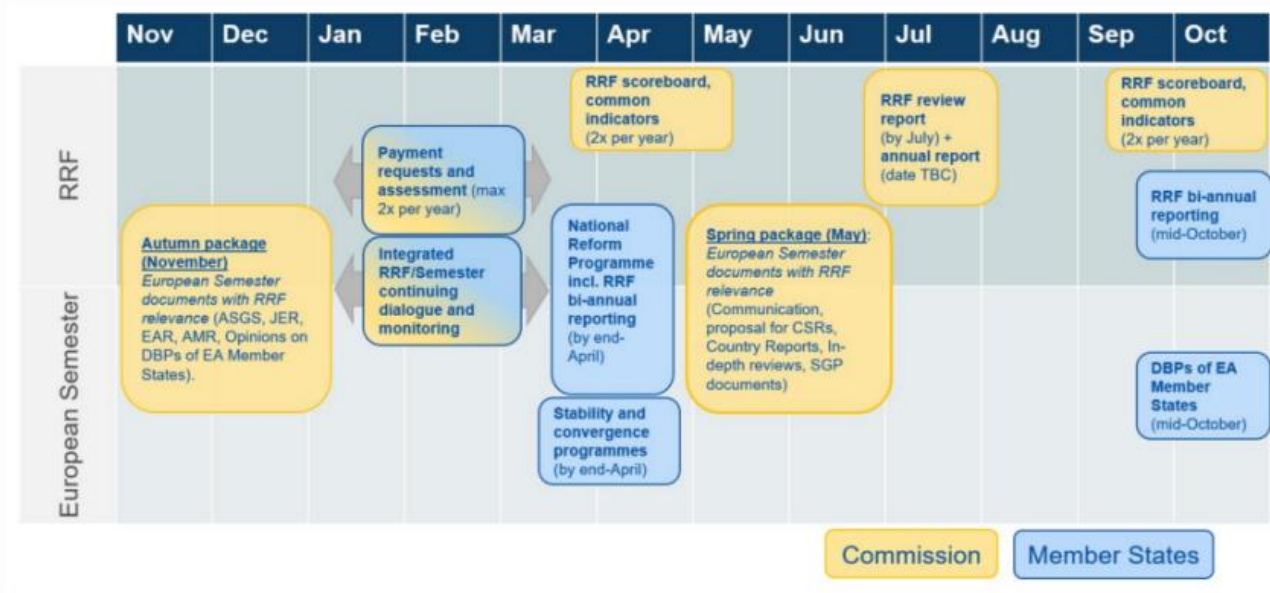 Nov Dec Jan Feb Mar Apr May Jun Jul Aug Sep Oct
RRF
European Semester
Autumn package
(November)
European Semester
documents with RRF
relevance (ASGS, JER,
EAR, AMR, Opinions on
DBPs of EA Member
States).
Payment
requests and
assessment (max
2x per year)
Integrated
RRF/Semester
continuing
dialogue and
monitoring
RRF scoreboard,
common
indicators
(2x per year)
National
Reform
Programme
incl. RRF
bi-annual
reporting
(by end-
April)
Stability and
convergence
programmes
(by end-April)
Spring package (May):
European Semester
documents with RRF
relevance
(Communication,
proposal for CSRs,
Country Reports, In-
depth reviews, SGP
documents)
RRF review
report
(by July) +
annual report
(date TBC)
RRF scoreboard,
common
indicators
(2x per year)
RRF bi-annual
reporting
(mid-October)
DBPs of EA
Member
States
(mid-October)
Commission
Member States